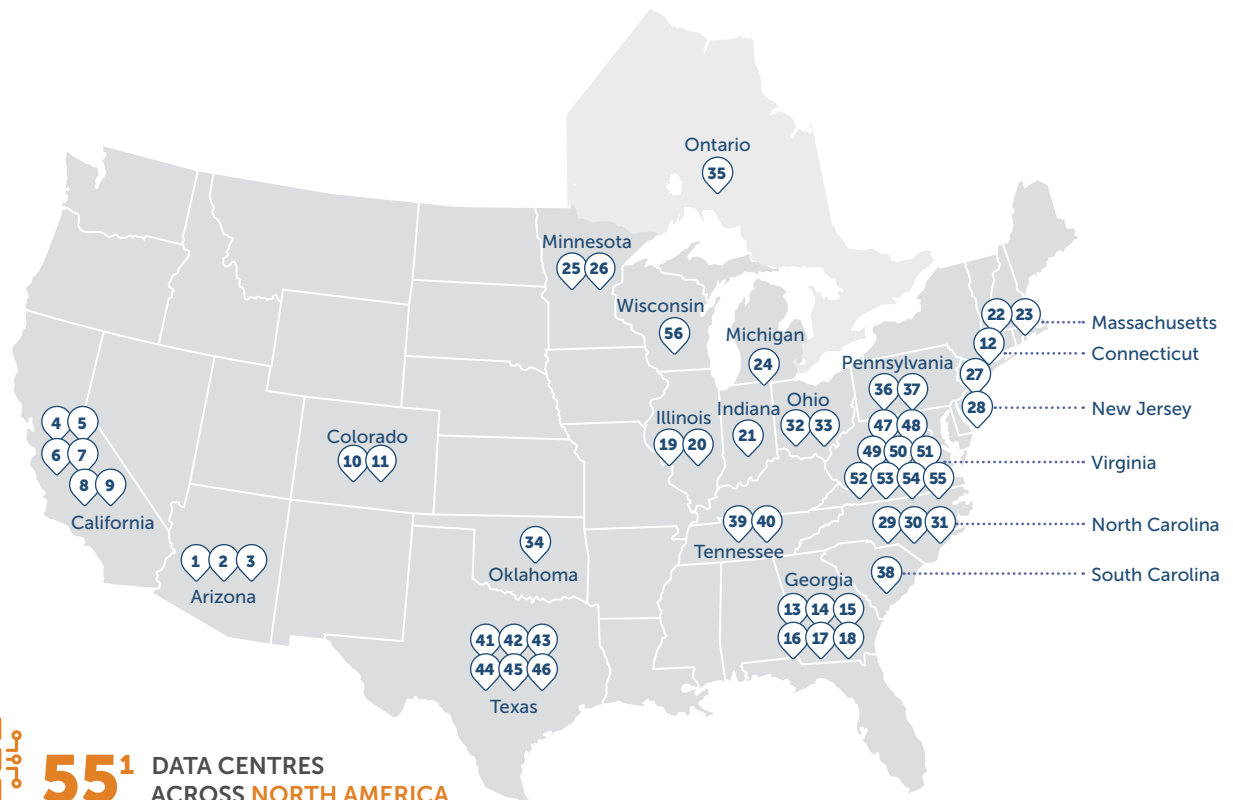 Ontario
35
Minnesota
25 26
Wisconsin
56
Michigan
24
22 23
Massachusetts
12
Connecticut
27
28
New Jersey
Pennsylvania
36 37
47 48
49 50 51
52 53 54 55
Virginia
Ohio
32 33
Indiana
21
Illinois
19 20
Colorado
10 11
4 5
6 7
8 9
California
1 2 3
Arizona
34
Oklahoma
39 40
Tennessee
29 30 31
North Carolina
38
South Carolina
Georgia
13 14 15
16 17 18
41 42 43
44 45 46
Texas
55¹ DATA CENTRES
ACROSS NORTH AMERICA